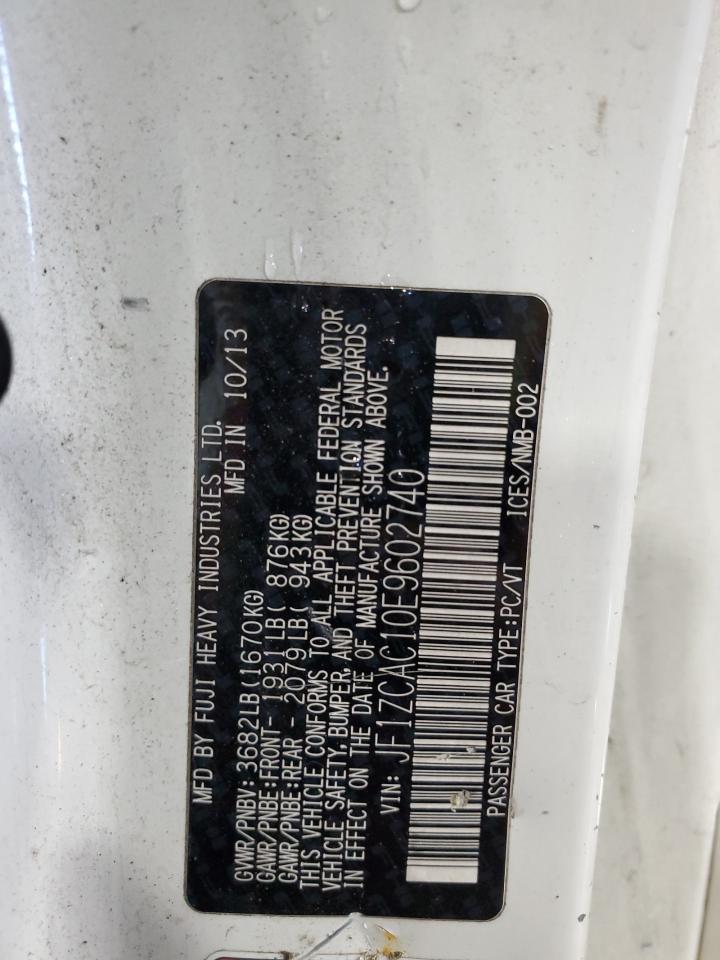 MFD BY FUJI HEAVY INDUSTRIES LTD.
MFD IN 10/13
GVWR/PNBV: 3682LB(1670KG)
GAWR/PNBE:FRONT- 1931LB( 876KG)
GAWR/PNBE:REAR - 2079LB( 943KG)
THIS VEHICLE CONFORMS TO ALL APPLICABLE FEDERAL MOTOR
VEHICLE SAFETY, BUMPER, AND THEFT PREVENTION STANDARDS
IN EFFECT ON THE DATE OF MANUFACTURE SHOWN ABOVE.
VIN: JF1ZCAC10E9602740
PASSENGER CAR TYPE:PC/VT ICES/NMB-002